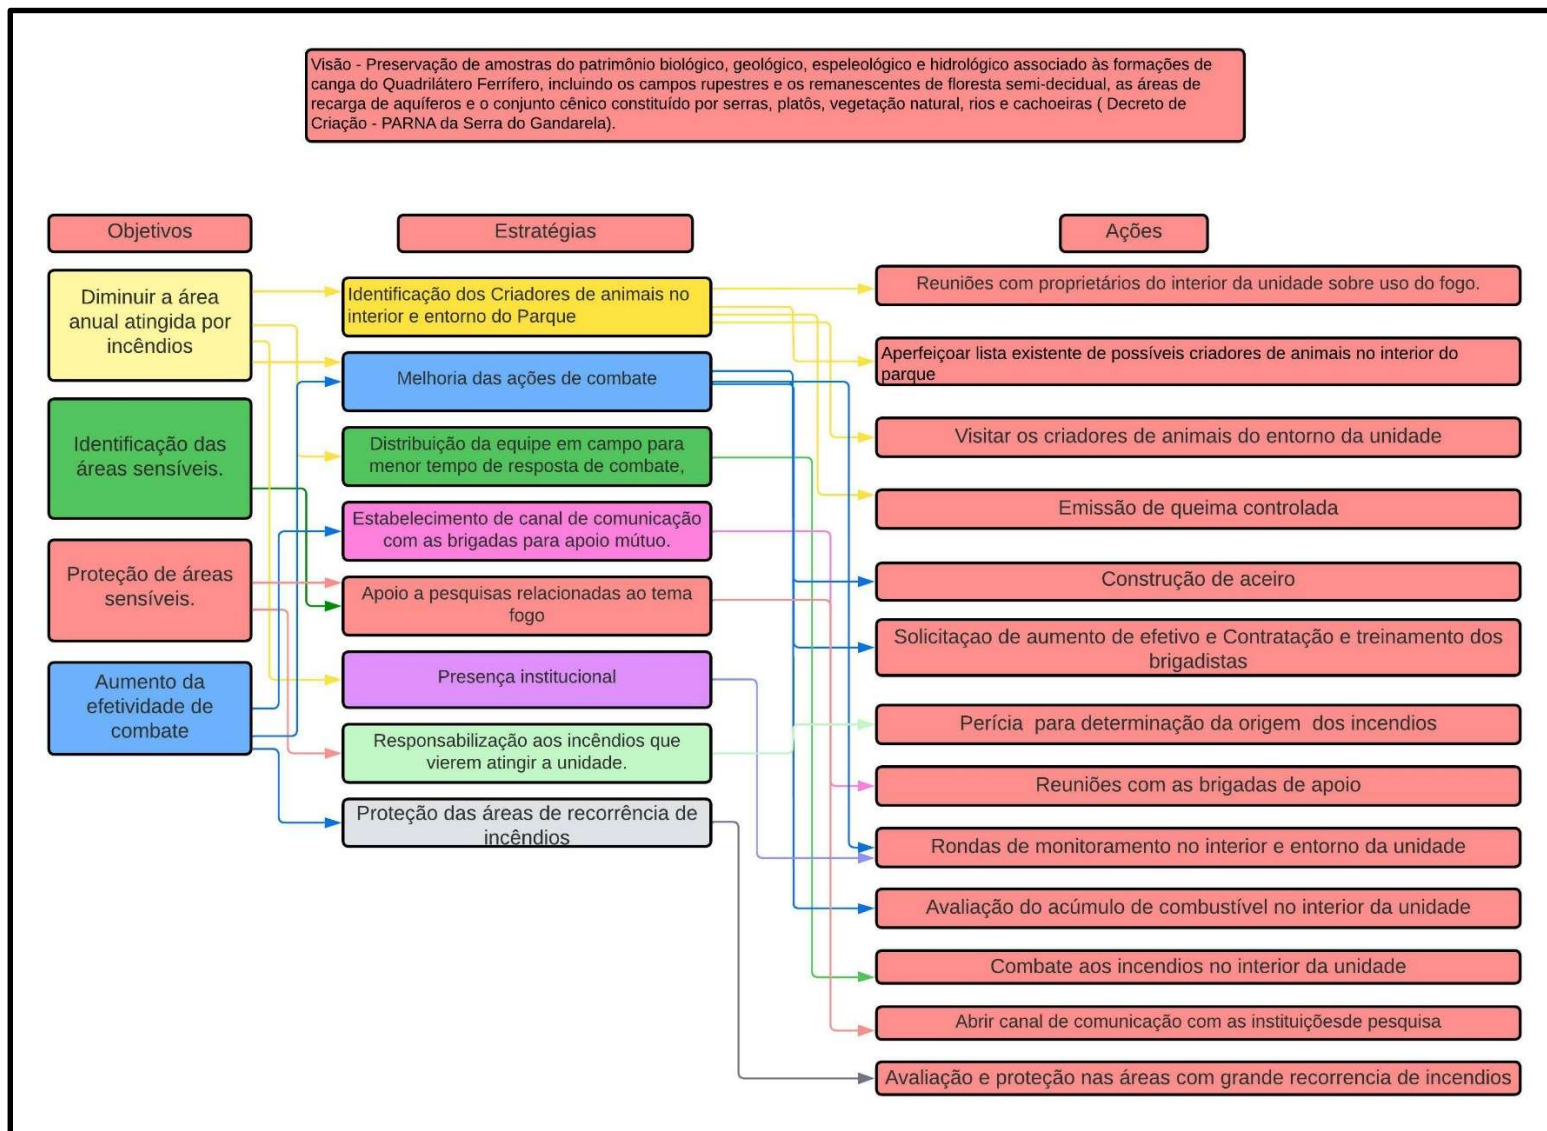 Visão - Preservação de amostras do patrimônio biológico, geológico, espeleológico e hidrológico associado às formações de
canga do Quadrilátero Ferrífero, incluindo os campos rupestres e os remanescentes de floresta semi-decidual, as áreas de
recarga de aquíferos e o conjunto cênico constituído por serras, platôs, vegetação natural, rios e cachoeiras ( Decreto de
Criação - PARNA da Serra do Gandarela).
Objetivos
Diminuir a área
anual atingida por
incêndios
Identificação das
áreas sensíveis.
Proteção de áreas
sensíveis.
Aumento da
efetividade de
combate
Estratégias
Identificação dos Criadores de animais no
interior e entorno do Parque
Melhoria das ações de combate
Distribuição da equipe em campo para
menor tempo de resposta de combate,
Estabelecimento de canal de comunicação
com as brigadas para apoio mútuo.
Apoio a pesquisas relacionadas ao tema
fogo
Presença institucional
Responsabilização aos incêndios que
vierem atingir a unidade.
Proteção das áreas de recorrência de
incêndios
Ações
Reuniões com proprietários do interior da unidade sobre uso do fogo.
Aperfeiçoar lista existente de possíveis criadores de animais no interior do
parque
Visitar os criadores de animais do entorno da unidade
Emissão de queima controlada
Construção de aceiro
Solicitaçao de aumento de efetivo e Contratação e treinamento dos
brigadistas
Perícia  para determinação da origem  dos incendios
Reuniões com as brigadas de apoio
Rondas de monitoramento no interior e entorno da unidade
Avaliação do acúmulo de combustível no interior da unidade
Combate aos incendios no interior da unidade
Abrir canal de comunicação com as instituiçõesde pesquisa
Avaliação e proteção nas áreas com grande recorrencia de incendios